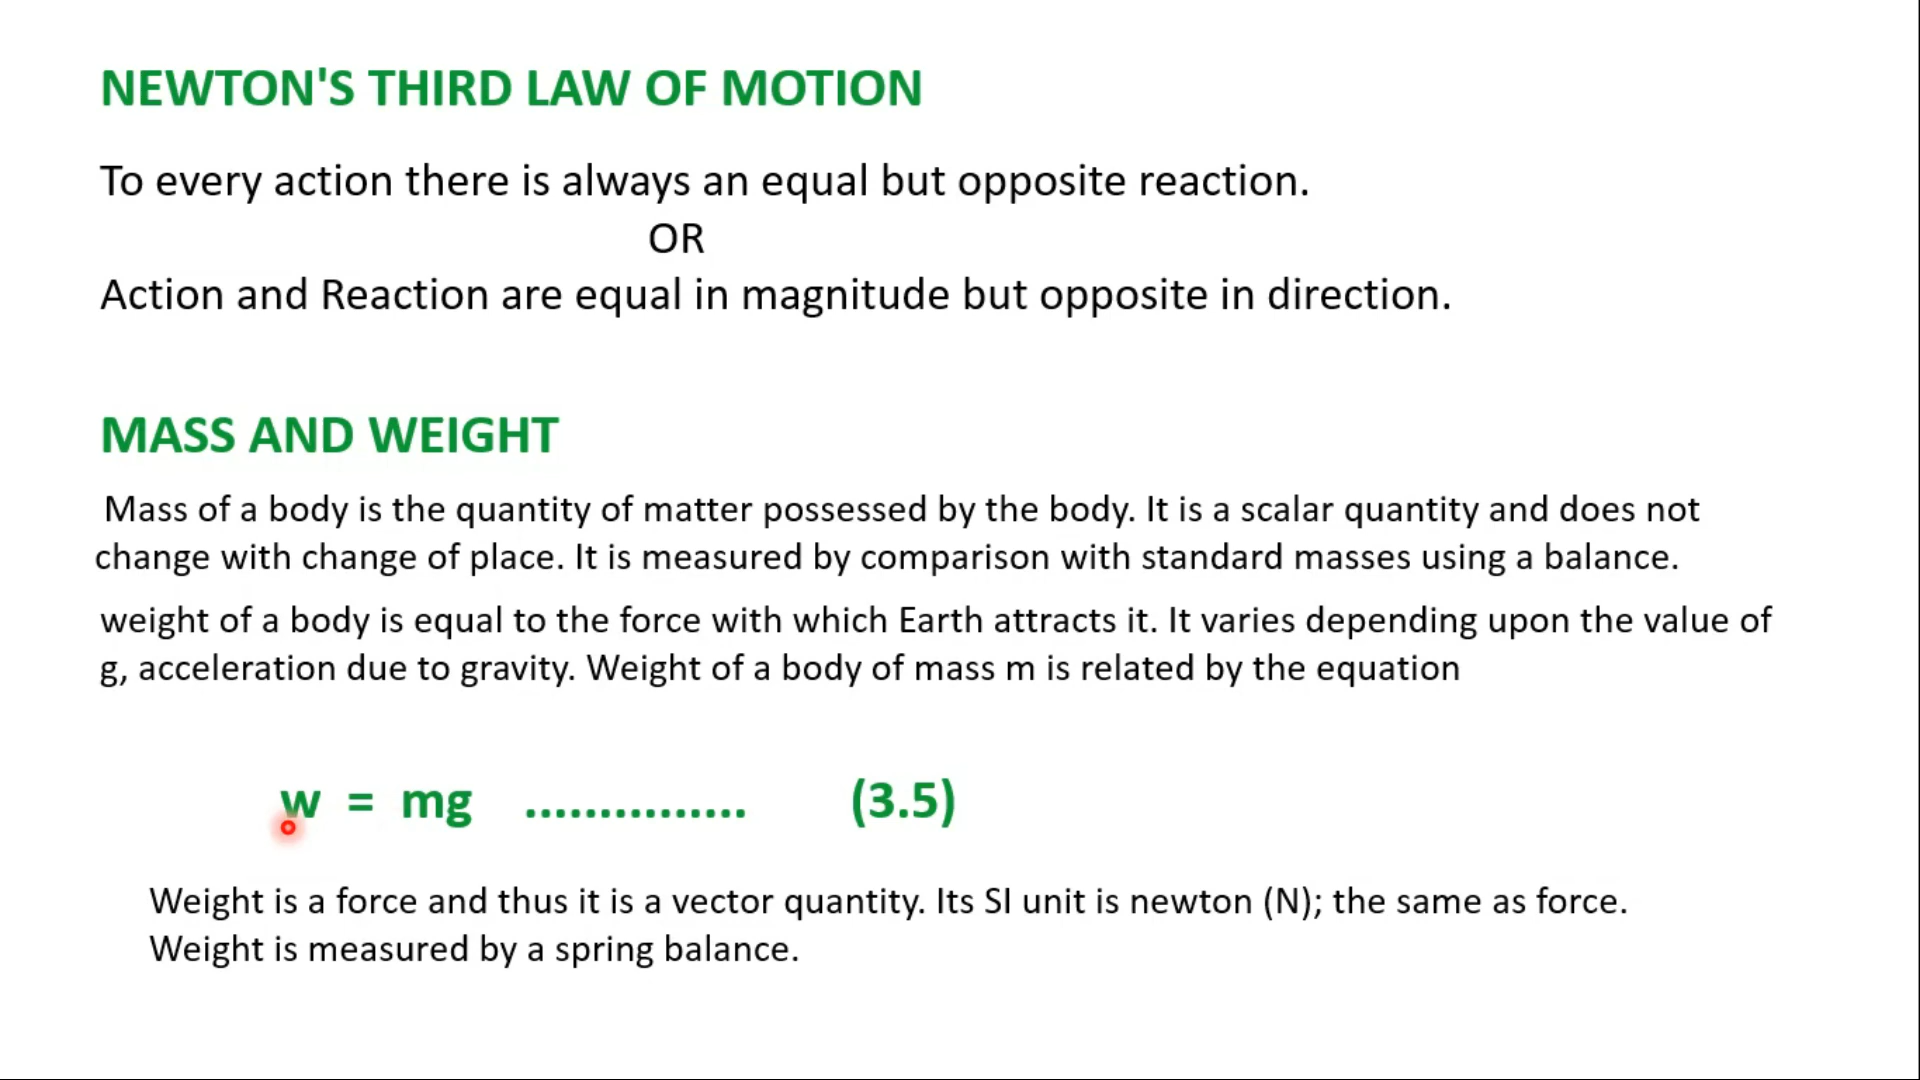 NEWTON'S THIRD LAW OF MOTION
To every action there is always an equal but opposite reaction.
OR
Action and Reaction are equal in magnitude but opposite in direction.
MASS AND WEIGHT
Mass of a body is the quantity of matter possessed by the body. It is a scalar quantity and does not
change with change of place. It is measured by comparison with standard masses using a balance.
weight of a body is equal to the force with which Earth attracts it. It varies depending upon the value of
g, acceleration due to gravity. Weight of a body of mass m is related by the equation
w = mg ............... (3.5)
Weight is a force and thus it is a vector quantity. Its SI unit is newton (N); the same as force.
Weight is measured by a spring balance.